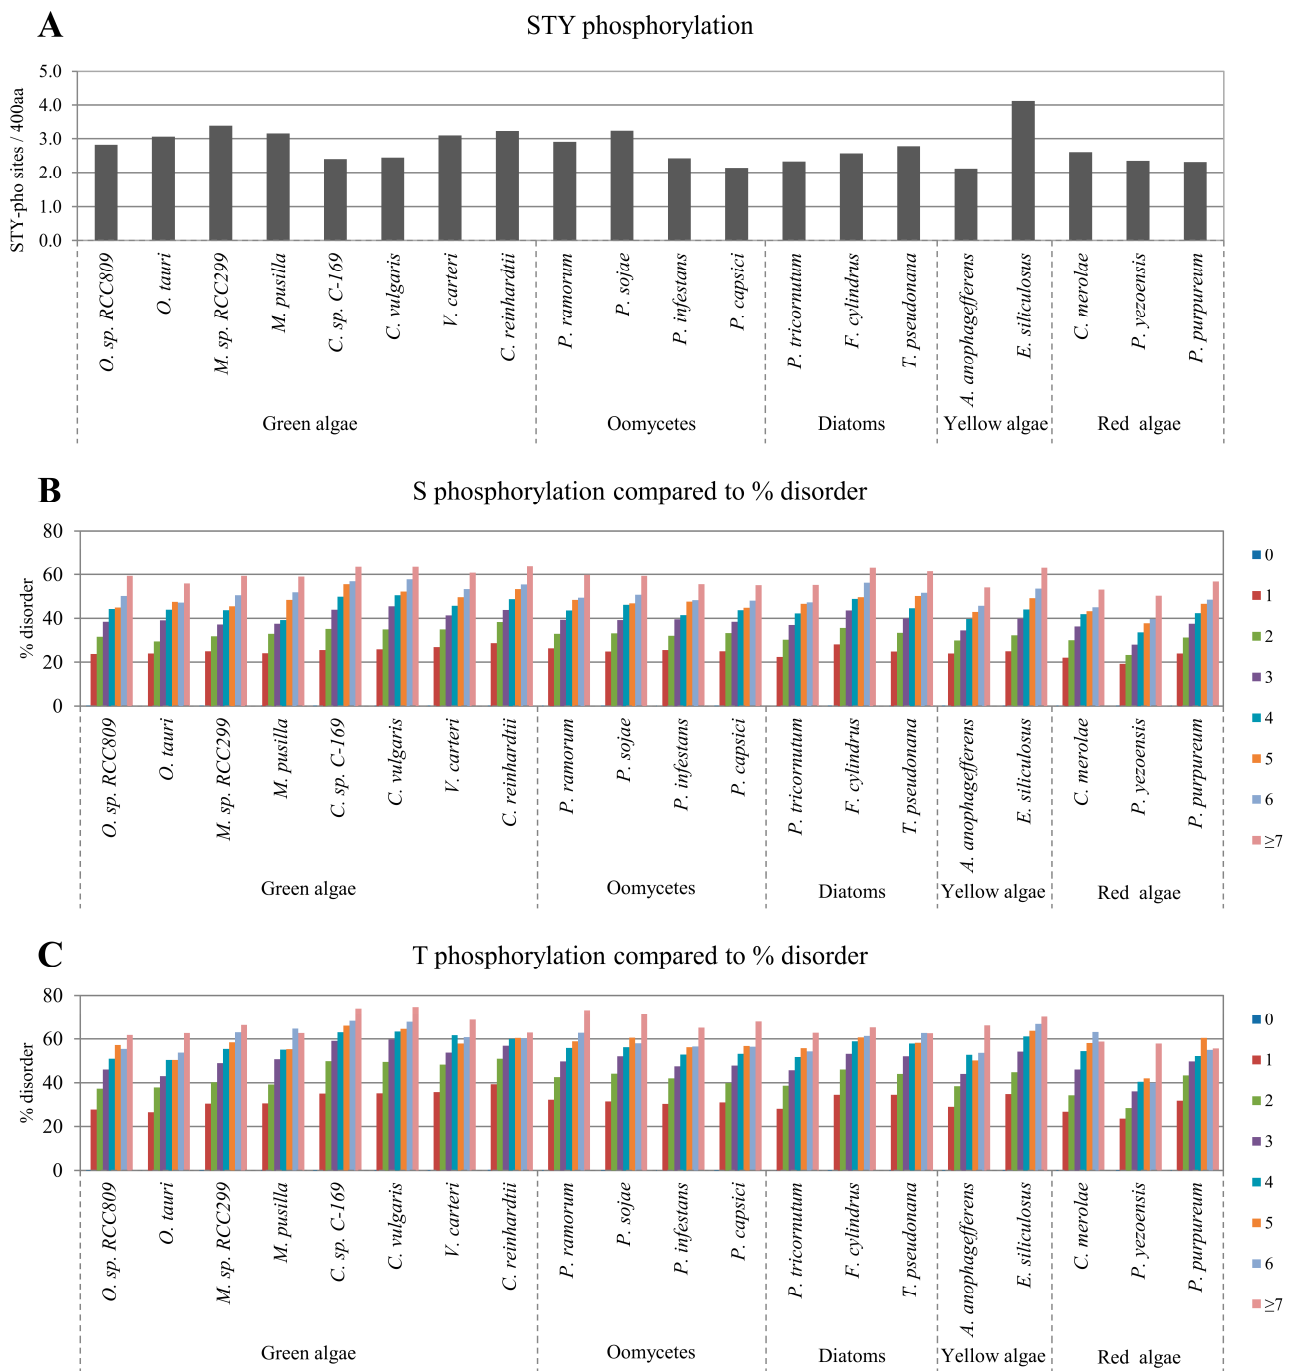 A
STY phosphorylation
STY-pho sites / 400aa
5.0
4.0
3.0
2.0
1.0
0.0
O. sp. RCC809
O. tauri
M. sp. RCC299
M. pusilla
C. sp. C-169
C. vulgaris
V. carteri
C. reinhardtii
P. ramorum
P. sojae
P. infestans
P. capsici
P. tricornutum
F. cylindrus
T. pseudonana
A. anophagefferens
E. siliculosus
C. merolae
P. yezoensis
P. purpureum
Green algae
Oomycetes
Diatoms
Yellow algae
Red algae
B
S phosphorylation compared to % disorder
% disorder
80
60
40
20
0
0
1
2
3
4
5
6
≥7
O. sp. RCC809
O. tauri
M. sp. RCC299
M. pusilla
C. sp. C-169
C. vulgaris
V. carteri
C. reinhardtii
P. ramorum
P. sojae
P. infestans
P. capsici
P. tricornutum
F. cylindrus
T. pseudonana
A. anophagefferens
E. siliculosus
C. merolae
P. yezoensis
P. purpureum
Green algae
Oomycetes
Diatoms
Yellow algae
Red algae
C
T phosphorylation compared to % disorder
% disorder
80
60
40
20
0
0
1
2
3
4
5
6
≥7
O. sp. RCC809
O. tauri
M. sp. RCC299
M. pusilla
C. sp. C-169
C. vulgaris
V. carteri
C. reinhardtii
P. ramorum
P. sojae
P. infestans
P. capsici
P. tricornutum
F. cylindrus
T. pseudonana
A. anophagefferens
E. siliculosus
C. merolae
P. yezoensis
P. purpureum
Green algae
Oomycetes
Diatoms
Yellow algae
Red algae